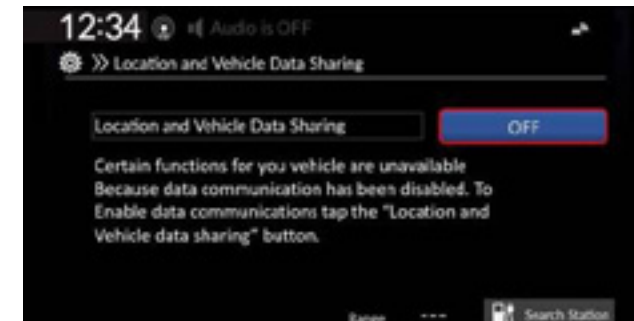 12:34 Audio is OFF
Location and Vehicle Data Sharing
Location and Vehicle Data Sharing OFF
Certain functions for you vehicle are unavailable
Because data communication has been disabled. To
Enable data communications tap the "Location and
Vehicle data sharing" button.
Range --- Search Station